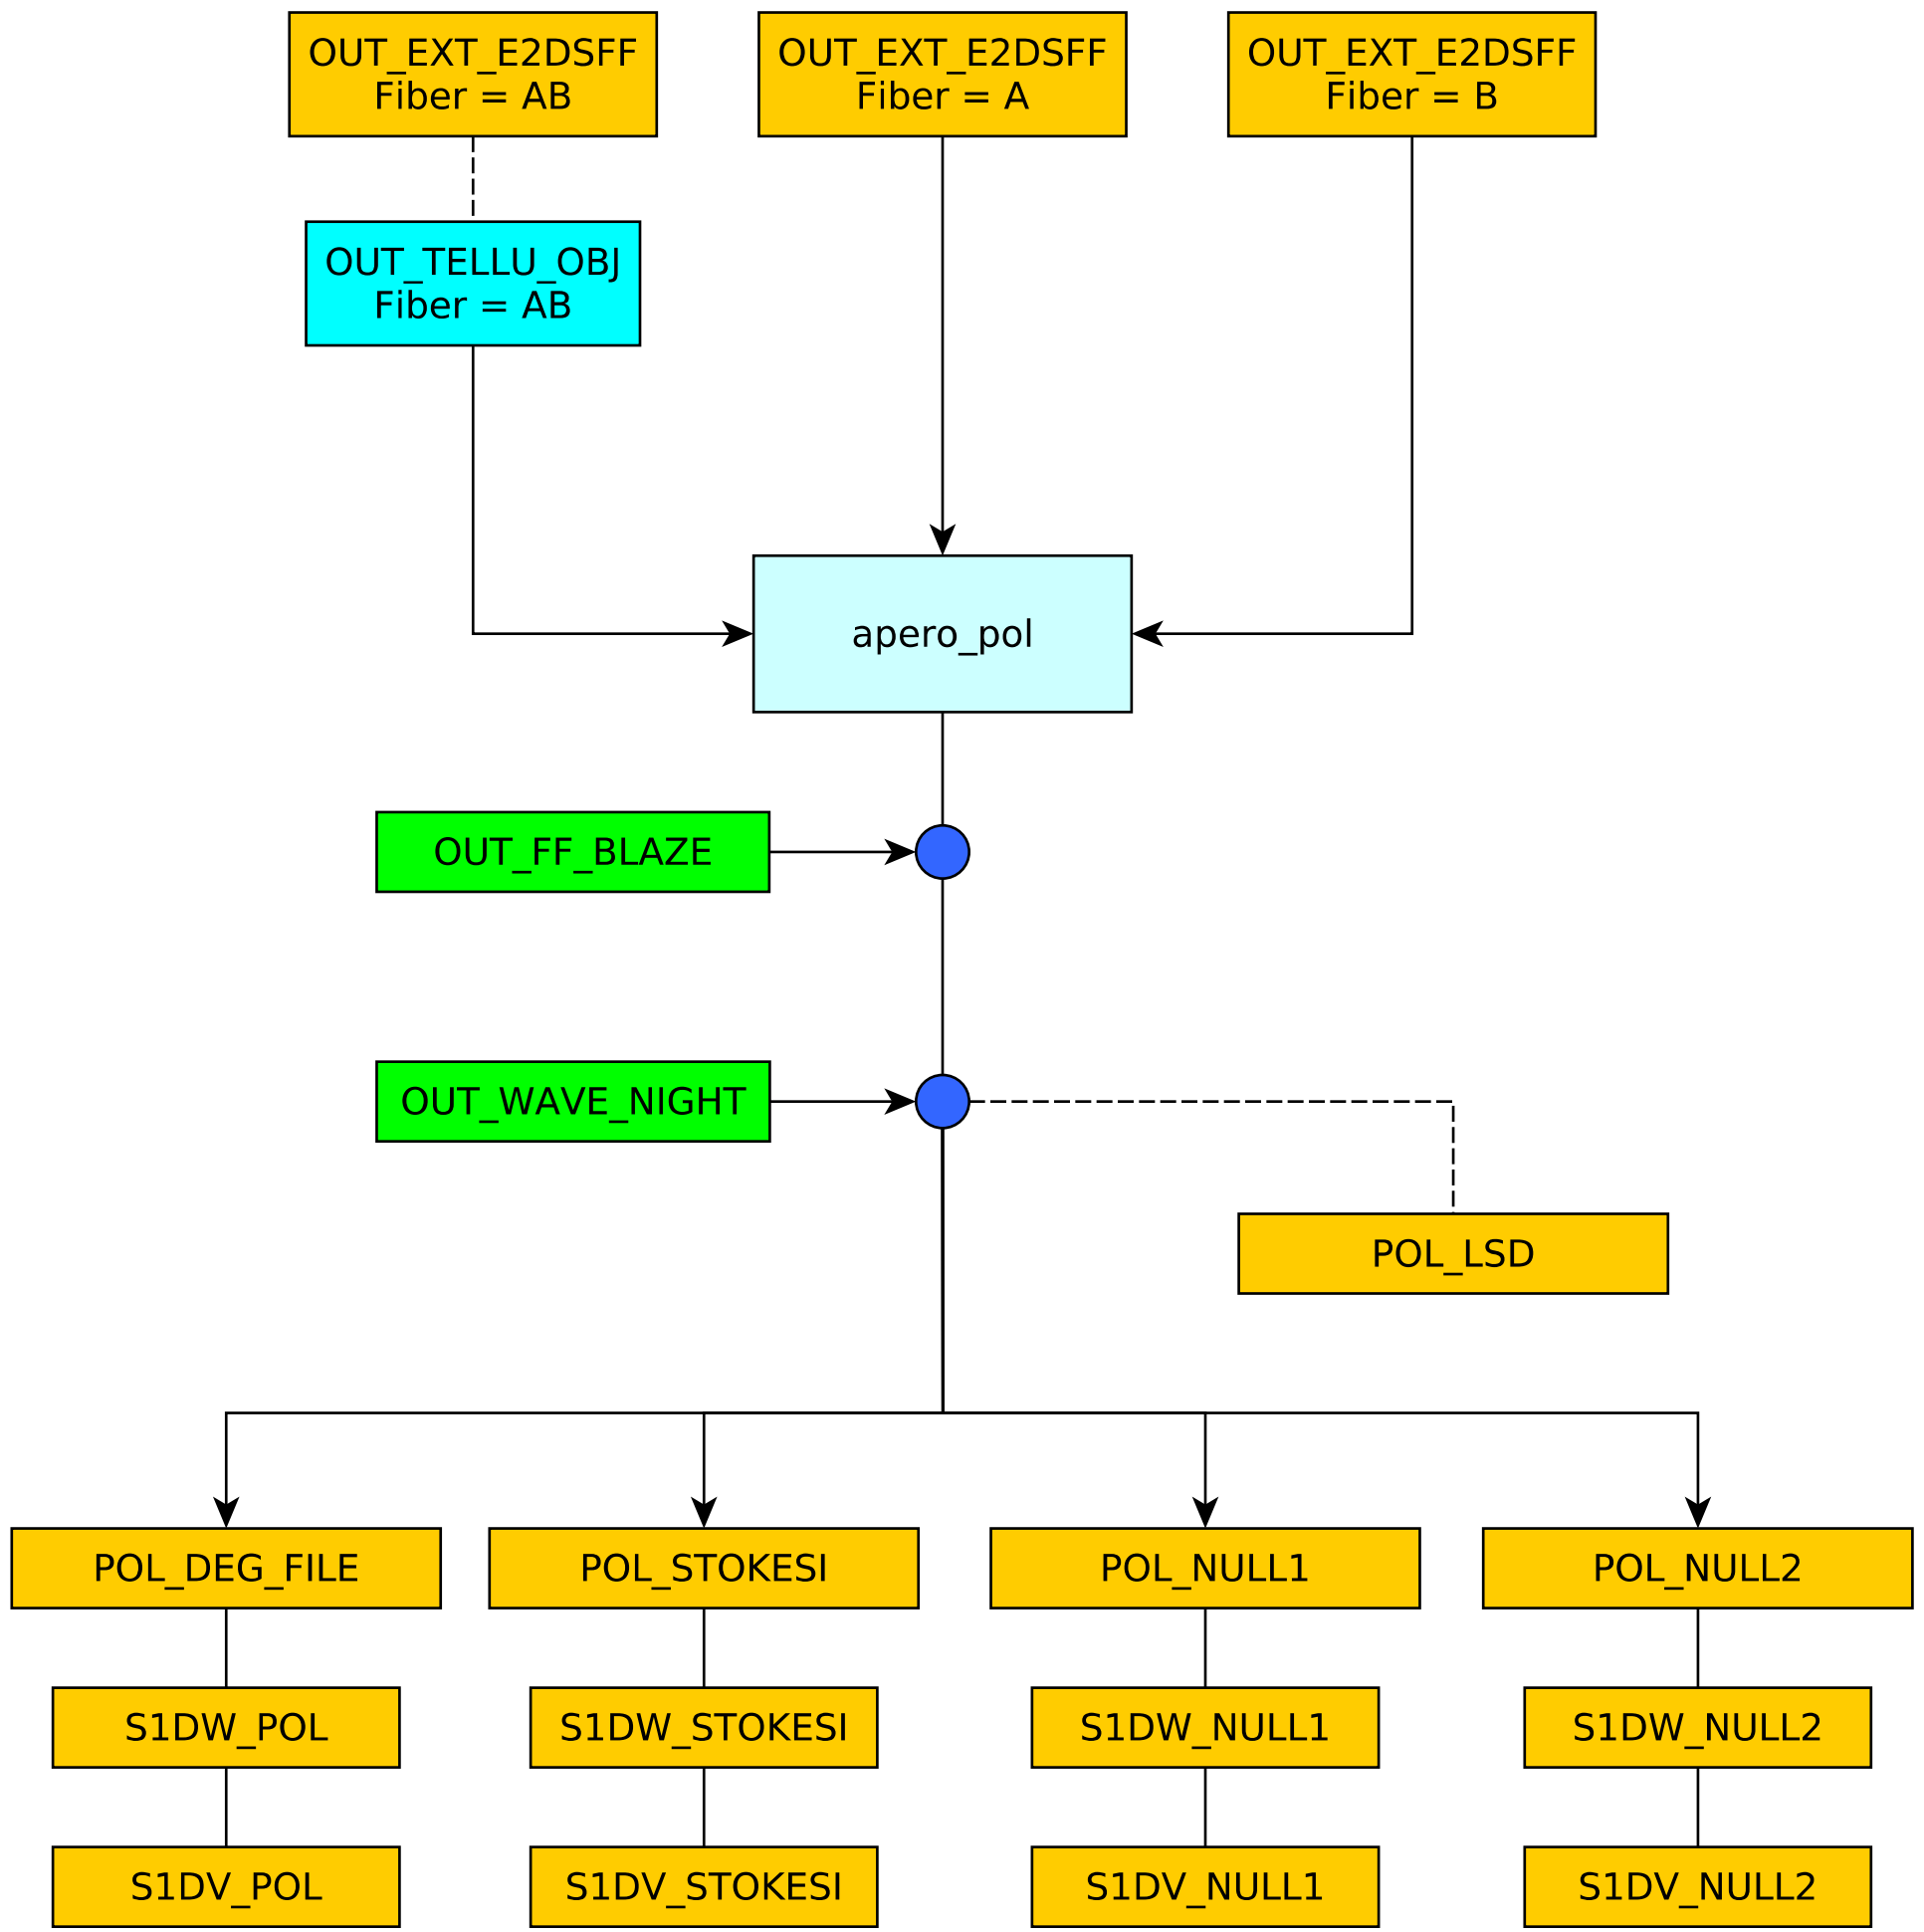 OUT_EXT_E2DSFF
Fiber = AB
OUT_EXT_E2DSFF
Fiber = A
OUT_EXT_E2DSFF
Fiber = B
OUT_TELLU_OBJ
Fiber = AB
apero_pol
OUT_FF_BLAZE
OUT_WAVE_NIGHT
POL_LSD
POL_DEG_FILE
POL_STOKESI
POL_NULL1
POL_NULL2
S1DW_POL
S1DW_STOKESI
S1DW_NULL1
S1DW_NULL2
S1DV_POL
S1DV_STOKESI
S1DV_NULL1
S1DV_NULL2